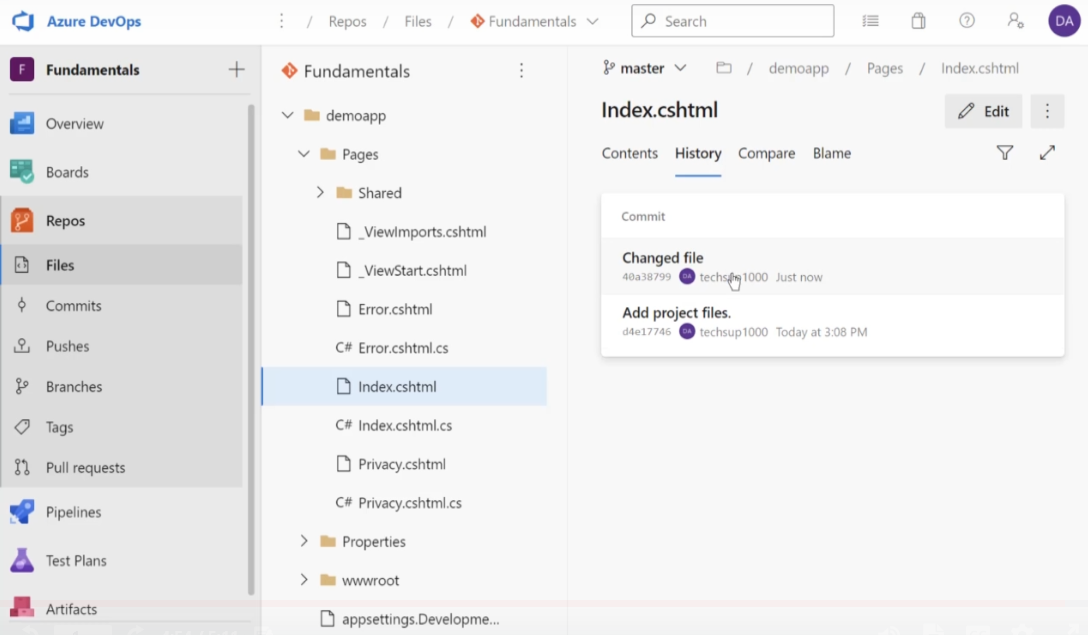 Azure DevOps
/ Repos / Files / Fundamentals
Search
DA
F Fundamentals
Overview
Boards
Repos
Files
Commits
Pushes
Branches
Tags
Pull requests
Pipelines
Test Plans
Artifacts
Fundamentals
demoapp
Pages
Shared
_ViewImports.cshtml
_ViewStart.cshtml
Error.cshtml
C# Error.cshtml.cs
Index.cshtml
C# Index.cshtml.cs
Privacy.cshtml
C# Privacy.cshtml.cs
Properties
wwwroot
appsettings.Developme...
master / demoapp / Pages / Index.cshtml
Index.cshtml
Edit
Contents History Compare Blame
Commit
Changed file
40a38799 DA techsup1000 Just now
Add project files.
d4e17746 DA techsup1000 Today at 3:08 PM